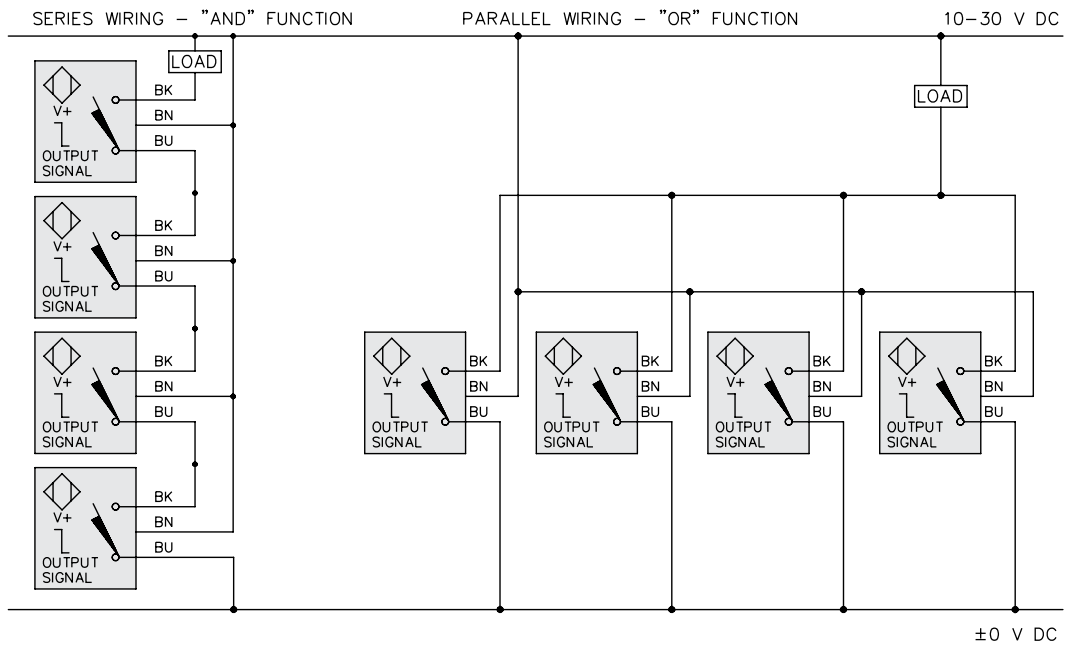 SERIES WIRING - "AND" FUNCTION
PARALLEL WIRING - "OR" FUNCTION
10-30 V DC
LOAD
BK
V+
BN
BU
OUTPUT
SIGNAL
BK
V+
BN
BU
OUTPUT
SIGNAL
BK
V+
BN
BU
OUTPUT
SIGNAL
BK
V+
BN
BU
OUTPUT
SIGNAL
LOAD
BK
V+
BN
BU
OUTPUT
SIGNAL
BK
V+
BN
BU
OUTPUT
SIGNAL
BK
V+
BN
BU
OUTPUT
SIGNAL
BK
V+
BN
BU
OUTPUT
SIGNAL
±0 V DC